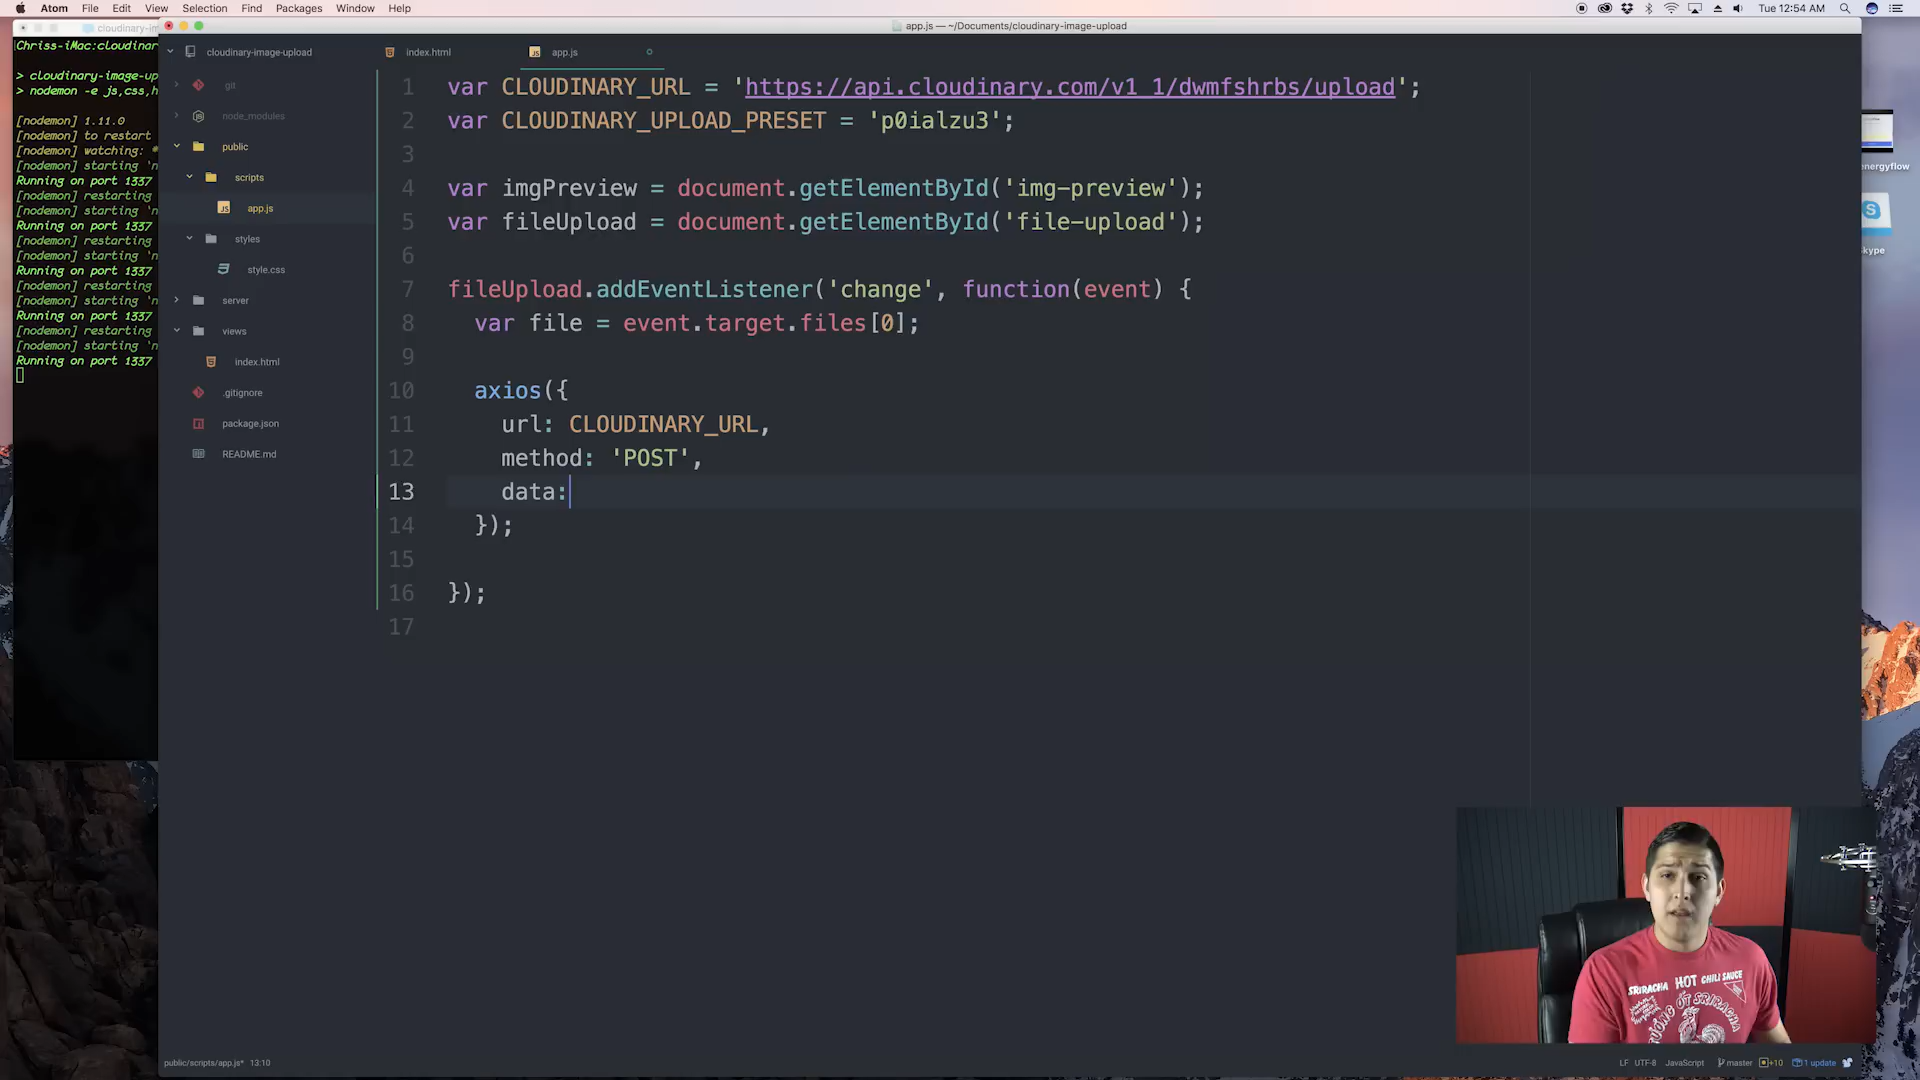 Atom File Edit View Selection Find Packages Window Help
Tue 12:54 AM
cloudinary-im
app.js — ~/Documents/cloudinary-image-upload
Chriss-iMac:cloudinar
> cloudinary-image-up
> nodemon -e js,css,h
[nodemon] 1.11.0
[nodemon] to restart
[nodemon] watching: *
[nodemon] starting `n
Running on port 1337
[nodemon] restarting
[nodemon] starting `n
Running on port 1337
[nodemon] restarting
[nodemon] starting `n
Running on port 1337
[nodemon] restarting
[nodemon] starting `n
Running on port 1337
[nodemon] restarting
[nodemon] starting `n
Running on port 1337
cloudinary-image-upload
git
node_modules
public
scripts
app.js
styles
style.css
server
views
index.html
.gitignore
package.json
README.md
index.html
app.js
1 var CLOUDINARY_URL = 'https://api.cloudinary.com/v1_1/dwmfshrbs/upload';
2 var CLOUDINARY_UPLOAD_PRESET = 'p0ialzu3';
3
4 var imgPreview = document.getElementById('img-preview');
5 var fileUpload = document.getElementById('file-upload');
6
7 fileUpload.addEventListener('change', function(event) {
8 var file = event.target.files[0];
9
10 axios({
11 url: CLOUDINARY_URL,
12 method: 'POST',
13 data:
14 });
15
16 });
17
energyflow
skype
SRIRACHA HOT CHILI SAUCE
TƯƠNG ỚT SRIRACHA
public/scripts/app.js* 13:10
LF UTF-8 JavaScript master +10 1 update